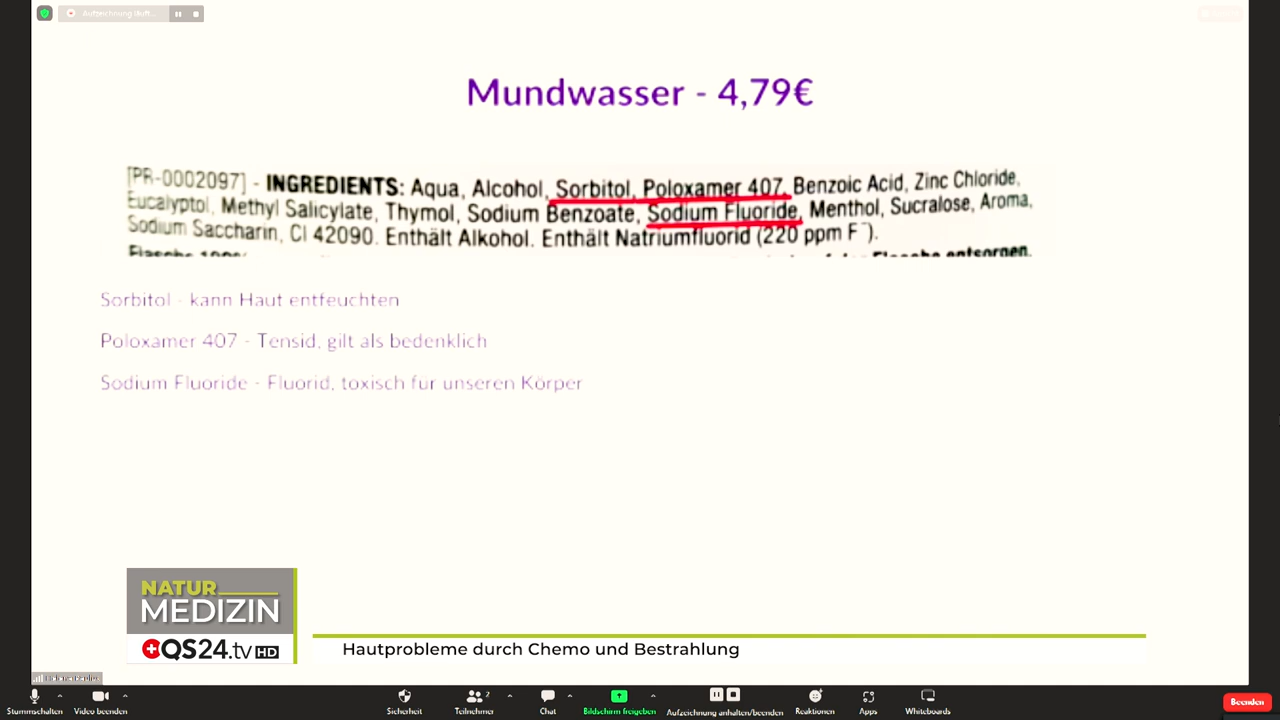 Aufzeichnung läuft...
Mundwasser - 4,79€
[PR-0002097] - INGREDIENTS: Aqua, Alcohol, Sorbitol, Poloxamer 407, Benzoic Acid, Zinc Chloride,
Eucalyptol, Methyl Salicylate, Thymol, Sodium Benzoate, Sodium Fluoride, Menthol, Sucralose, Aroma,
Sodium Saccharin, CI 42090. Enthält Alkohol. Enthält Natriumfluorid (220 ppm F⁻).
entsorgen.
Sorbitol - kann Haut entfeuchten
Poloxamer 407 - Tensid, gilt als bedenklich
Sodium Fluoride - Fluorid, toxisch für unseren Körper
NATUR
MEDIZIN
QS24.tv HD
Hautprobleme durch Chemo und Bestrahlung
Stummschalten
Video beenden
Sicherheit
Teilnehmer
2
Chat
Bildschirm freigeben
Aufzeichnung anhalten/beenden
Reaktionen
Apps
Whiteboards
Beenden